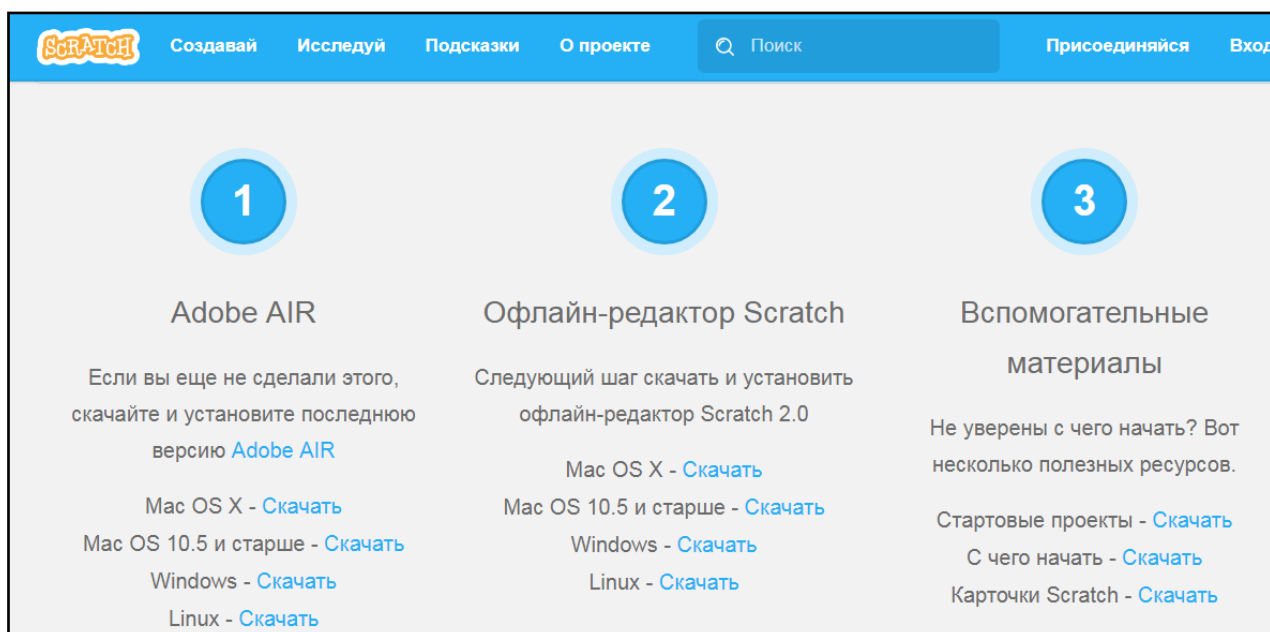 SCRATCH Создавай Исследуй Подсказки О проекте Поиск Присоединяйся Вход
1
Adobe AIR
Если вы еще не сделали этого,
скачайте и установите последнюю
версию Adobe AIR
Mac OS X - Скачать
Mac OS 10.5 и старше - Скачать
Windows - Скачать
Linux - Скачать
2
Офлайн-редактор Scratch
Следующий шаг скачать и установить
офлайн-редактор Scratch 2.0
Mac OS X - Скачать
Mac OS 10.5 и старше - Скачать
Windows - Скачать
Linux - Скачать
3
Вспомогательные
материалы
Не уверены с чего начать? Вот
несколько полезных ресурсов.
Стартовые проекты - Скачать
С чего начать - Скачать
Карточки Scratch - Скачать